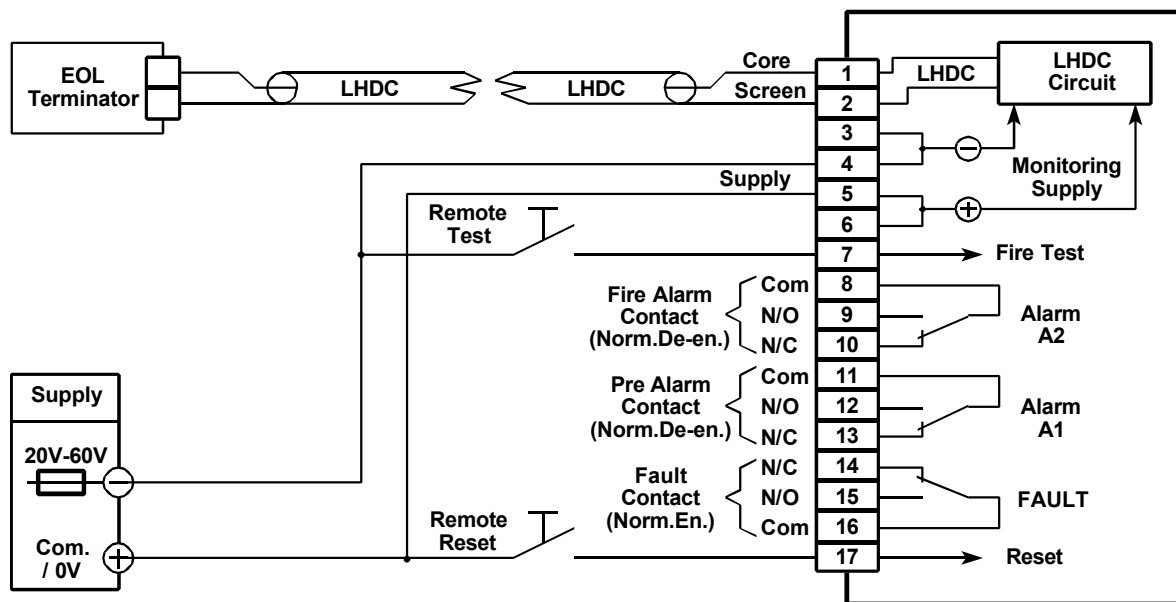 EOL
Terminator
LHDC
LHDC
Core
Screen
1
2
3
4
5
6
7
8
9
10
11
12
13
14
15
16
17
LHDC
LHDC
Circuit
−
Monitoring
Supply
+
Supply
Remote
Test
Fire Test
Fire Alarm
Contact
(Norm.De-en.)
Com
N/O
N/C
Alarm
A2
Pre Alarm
Contact
(Norm.De-en.)
Com
N/O
N/C
Alarm
A1
Fault
Contact
(Norm.En.)
N/C
N/O
Com
FAULT
Supply
20V-60V
−
Com.
/ 0V
+
Remote
Reset
Reset